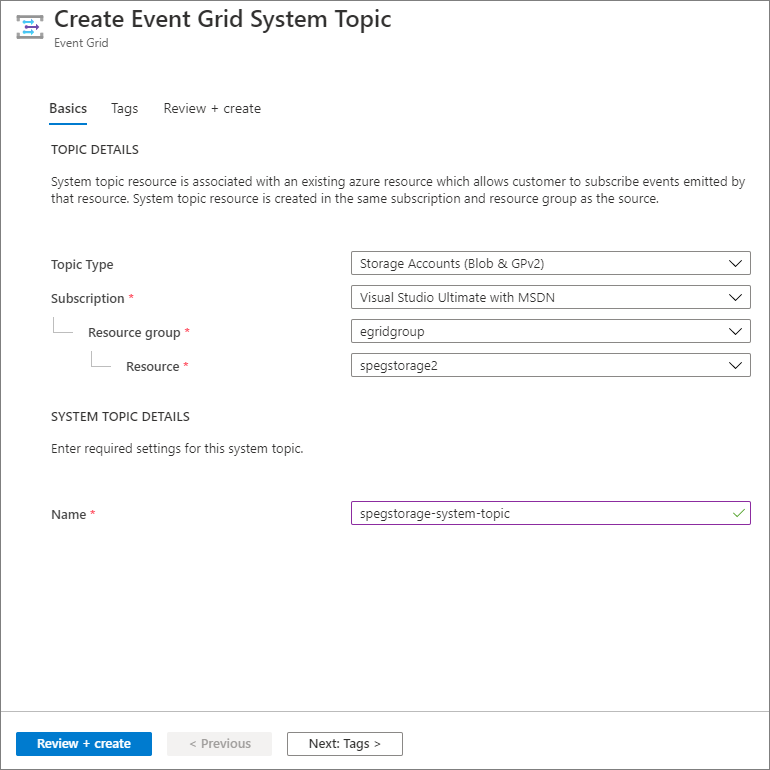 Create Event Grid System Topic
Event Grid
Basics Tags Review + create
TOPIC DETAILS
System topic resource is associated with an existing azure resource which allows customer to subscribe events emitted by
that resource. System topic resource is created in the same subscription and resource group as the source.
Topic Type Storage Accounts (Blob & GPv2)
Subscription * Visual Studio Ultimate with MSDN
Resource group * egridgroup
Resource * spegstorage2
SYSTEM TOPIC DETAILS
Enter required settings for this system topic.
Name * spegstorage-system-topic
Review + create < Previous Next: Tags >